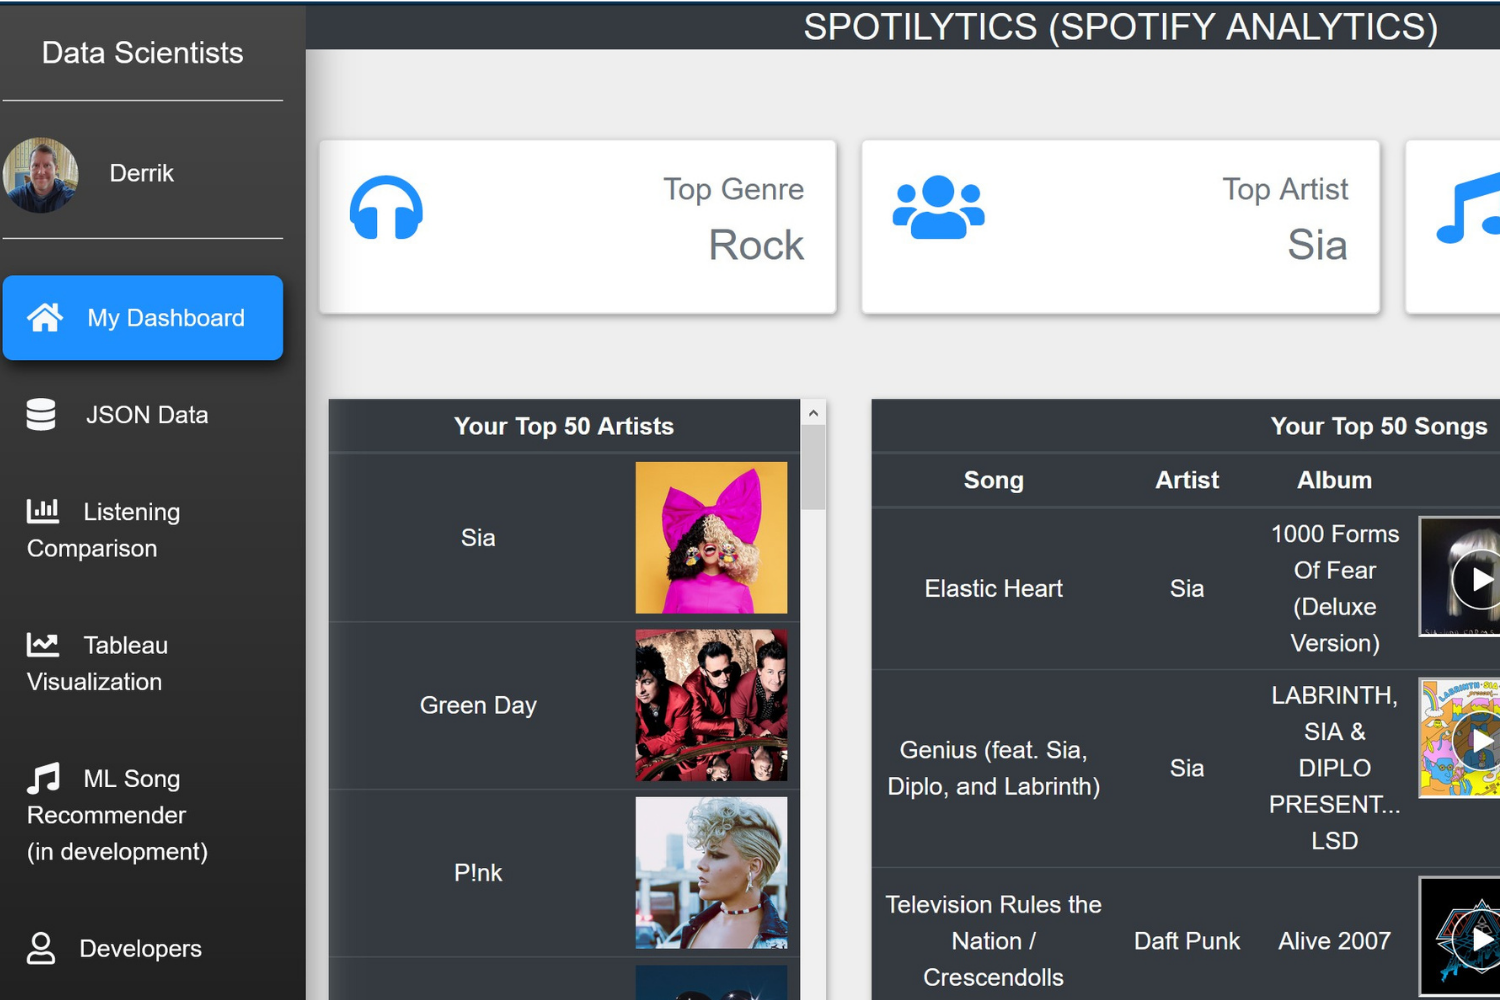 SPOTILYTICS (SPOTIFY ANALYTICS)
Data Scientists
Derrik
My Dashboard
JSON Data
Listening
Comparison
Tableau
Visualization
ML Song
Recommender
(in development)
Developers
Top Genre
Rock
Top Artist
Sia
Your Top 50 Artists
Sia
Green Day
P!nk
Your Top 50 Songs
Song Artist Album
Elastic Heart
Sia
1000 Forms
Of Fear
(Deluxe
Version)
Genius (feat. Sia,
Diplo, and Labrinth)
Sia
LABRINTH,
SIA &
DIPLO
PRESENT...
LSD
Television Rules the
Nation /
Crescendolls
Daft Punk
Alive 2007